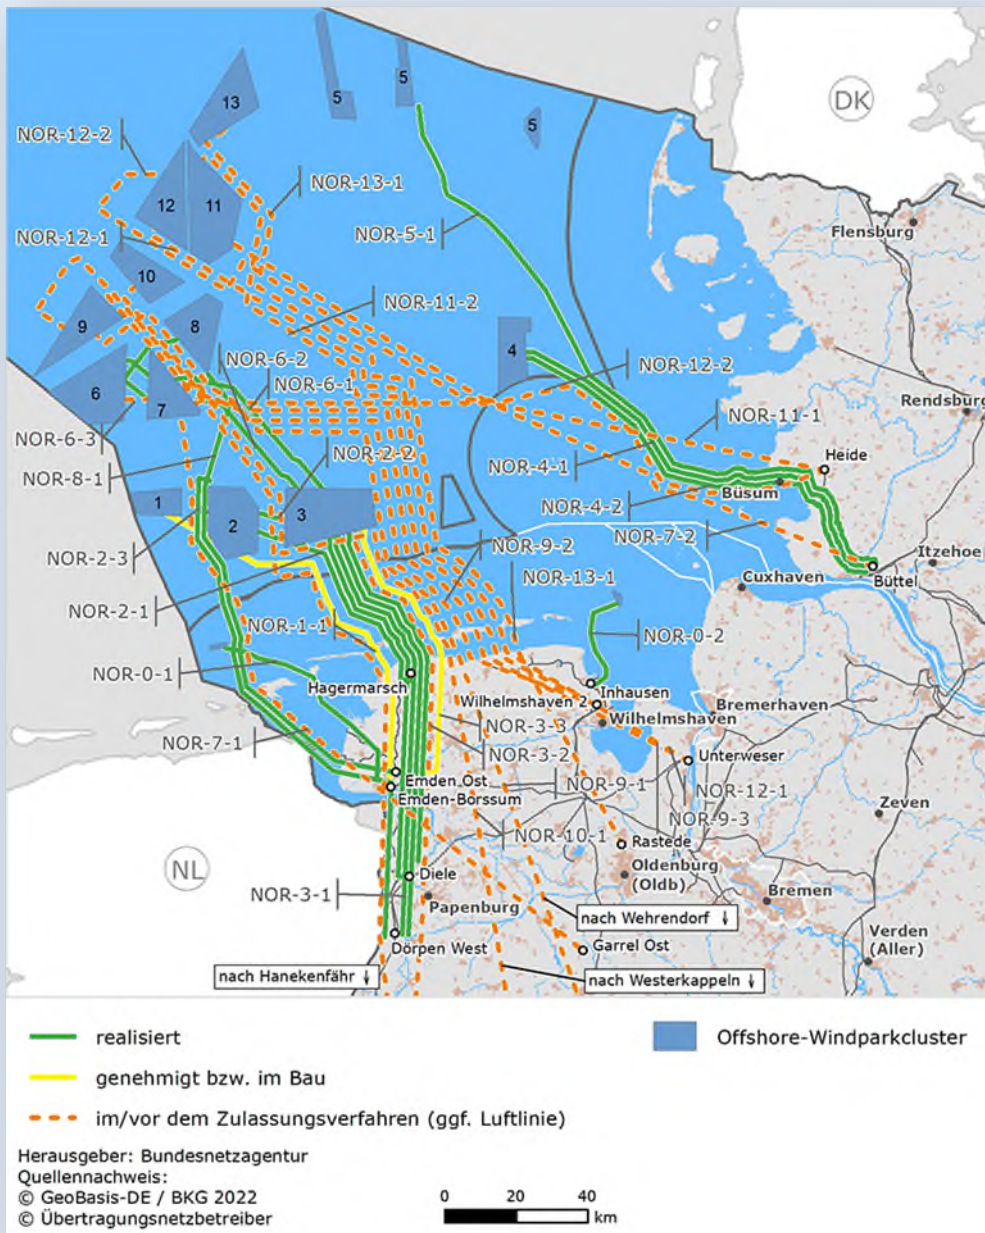 13
5
5
5
DK
NOR-12-2
NOR-13-1
12
11
NOR-5-1
Flensburg
NOR-12-1
10
NOR-11-2
9
8
4
NOR-6-2
NOR-12-2
6
7
NOR-6-1
Rendsburg
NOR-11-1
NOR-6-3
NOR-2-2
Heide
NOR-8-1
NOR-4-1
Büsum
1
2
3
NOR-4-2
NOR-7-2
NOR-2-3
NOR-9-2
Itzehoe
NOR-13-1
Cuxhaven
Büttel
NOR-2-1
NOR-1-1
NOR-0-2
NOR-0-1
Hagermarsch
Inhausen
Wilhelmshaven 2
Bremerhaven
Wilhelmshaven
NOR-3-3
NOR-7-1
NOR-3-2
Unterweser
Emden Ost
NOR-9-1
NOR-12-1
Emden-Borssum
Zeven
NOR-9-3
NOR-10-1
Rastede
NL
Oldenburg
(Oldb)
Diele
NOR-3-1
Bremen
Papenburg
nach Wehrendorf ↓
Verden
(Aller)
Dörpen West
Garrel Ost
nach Hanekenfähr ↓
nach Westerkappeln ↓
realisiert
Offshore-Windparkcluster
genehmigt bzw. im Bau
im/vor dem Zulassungsverfahren (ggf. Luftlinie)
Herausgeber: Bundesnetzagentur
Quellennachweis:
© GeoBasis-DE / BKG 2022
© Übertragungsnetzbetreiber
0 20 40
km